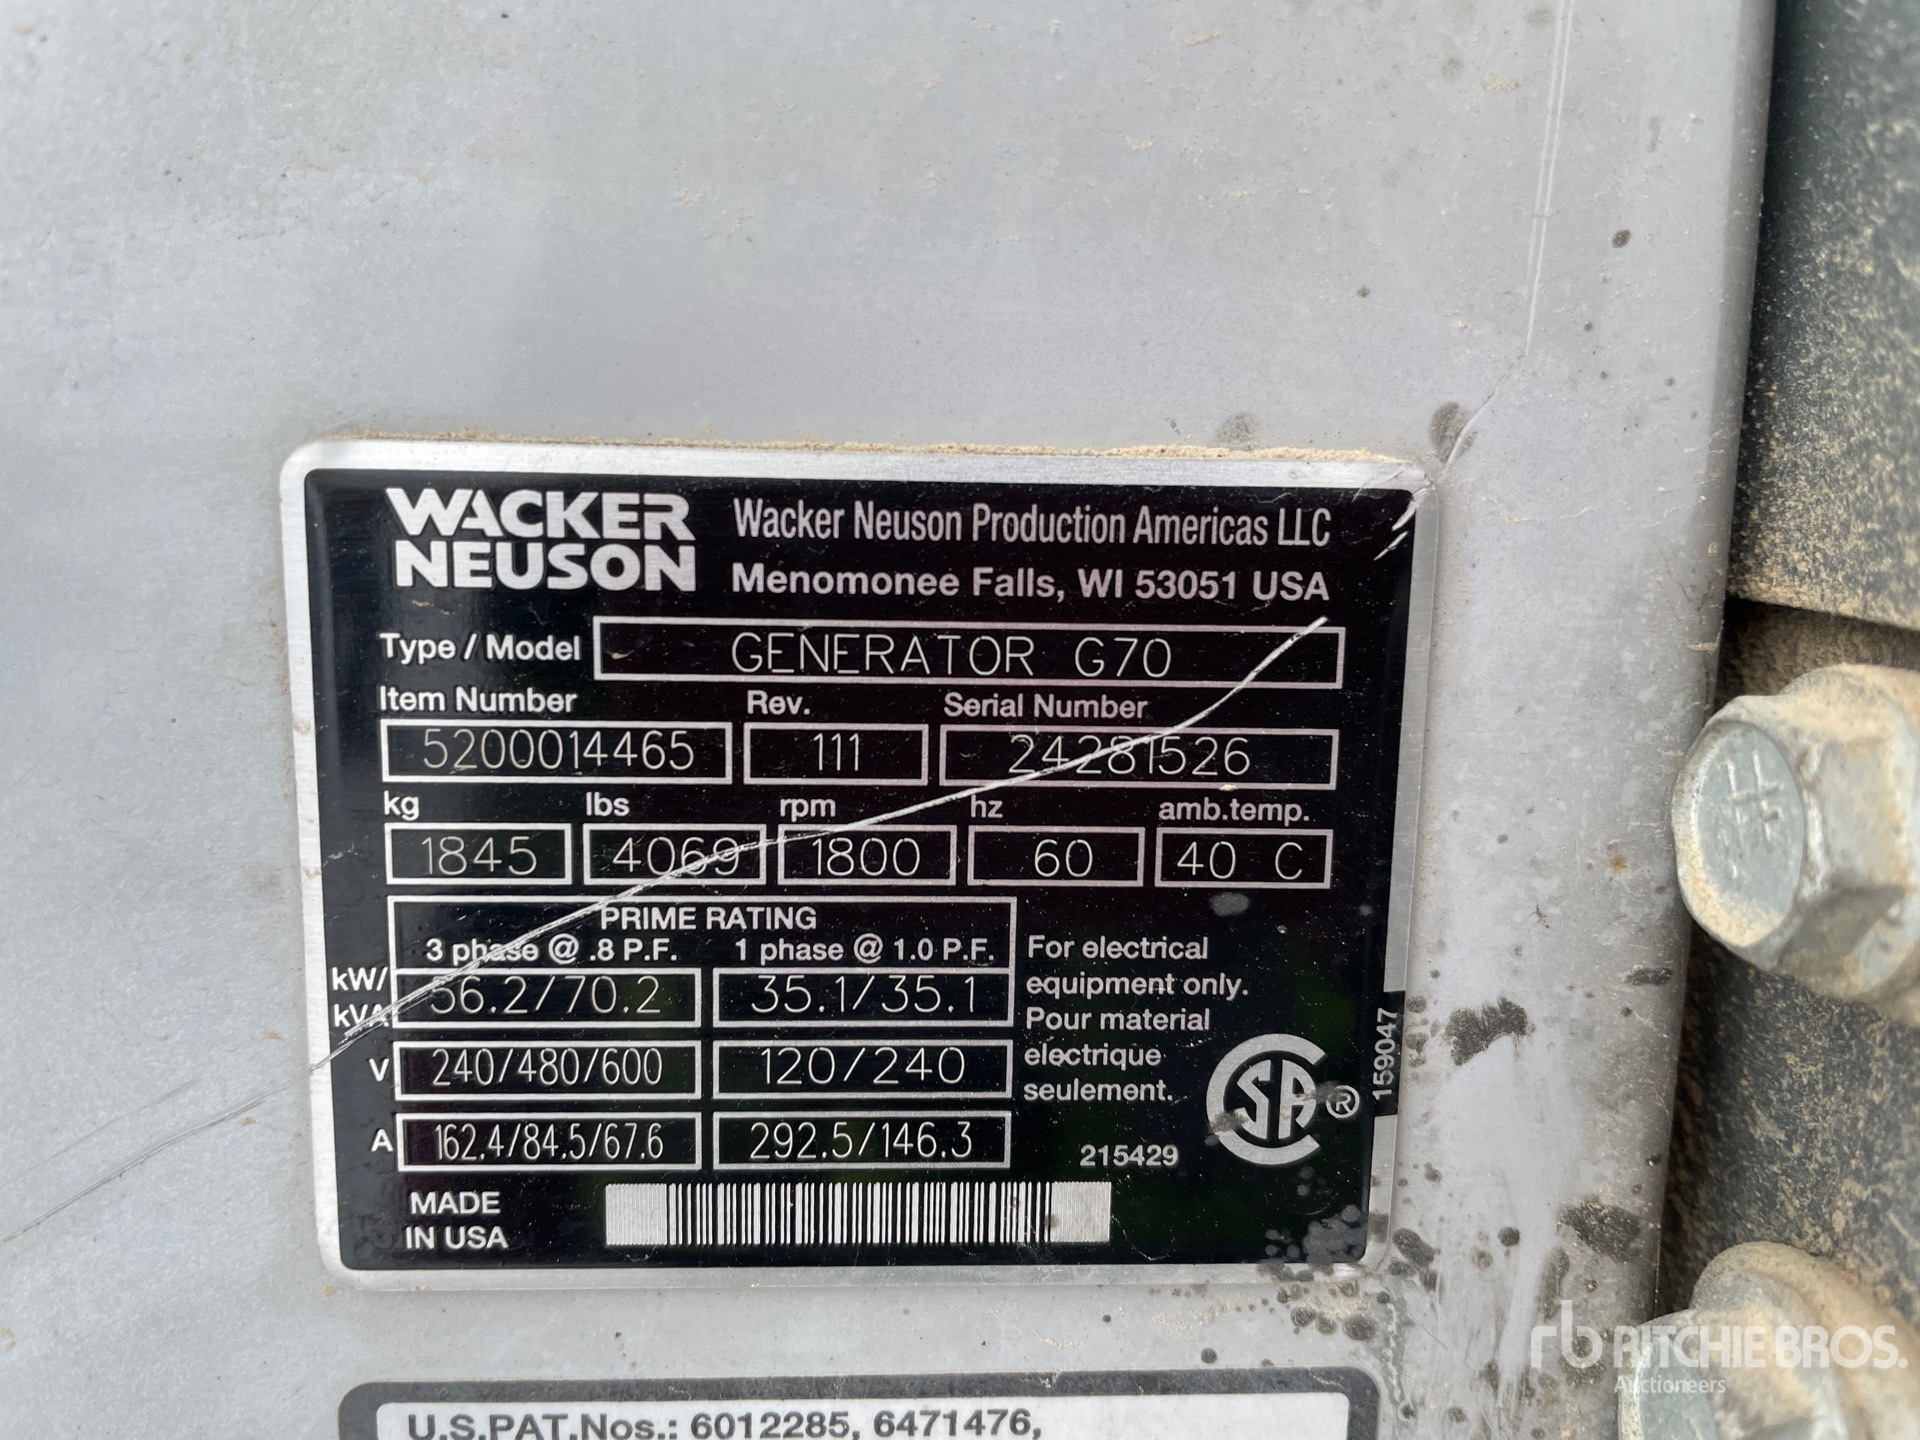 WACKER NEUSON
Wacker Neuson Production Americas LLC
Menomonee Falls, WI 53051 USA
Type / Model GENERATOR G70
Item Number Rev. Serial Number
5200014465 111 24281526
kg lbs rpm hz amb.temp.
1845 4069 1800 60 40 C
PRIME RATING
3 phase @ .8 P.F. 1 phase @ 1.0 P.F.
kW/ kVA 56.2/70.2 35.1/35.1
V 240/480/600 120/240
A 162.4/84.5/67.6 292.5/146.3
For electrical
equipment only.
Pour material
electrique
seulement.
215429
CSA ®
159047
MADE
IN USA
U.S.PAT.Nos.: 6012285, 6471476,
rb RITCHIE BROS.
Auctioneers